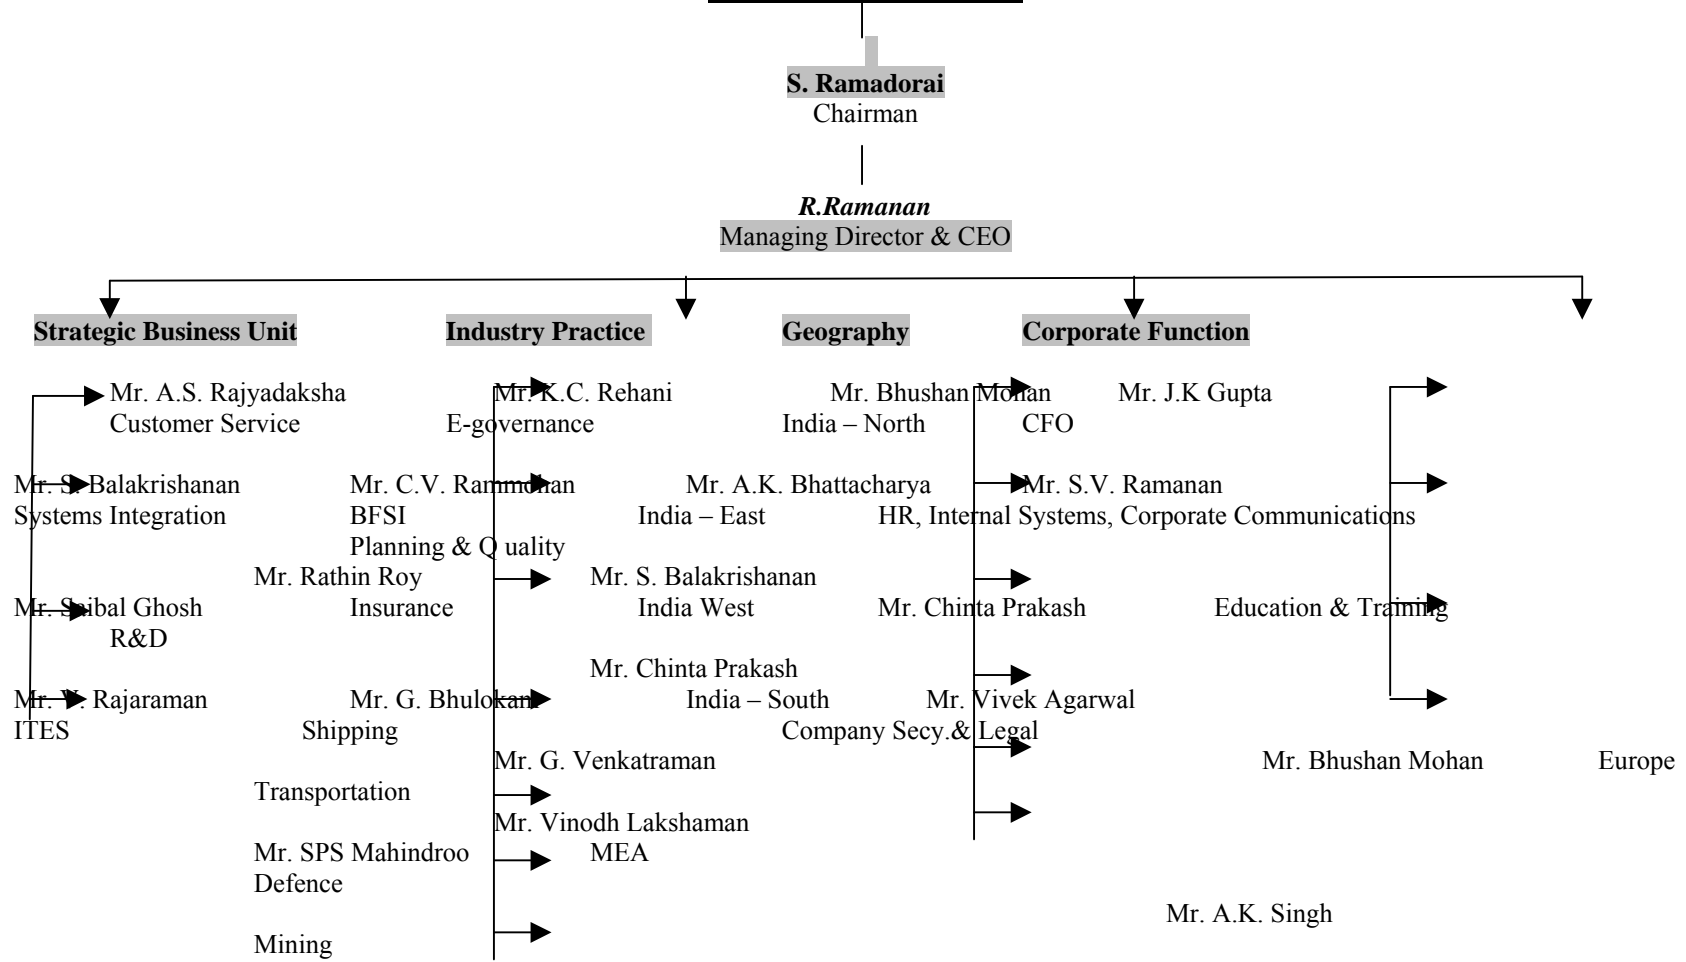 S. Ramadorai
Chairman
R.Ramanan
Managing Director & CEO
Strategic Business Unit Industry Practice Geography Corporate Function
Mr. A.S. Rajyadaksha Mr. K.C. Rehani Mr. Bhushan Mohan Mr. J.K Gupta
Customer Service E-governance India – North CFO
Mr. S. Balakrishanan Mr. C.V. Rammohan Mr. A.K. Bhattacharya Mr. S.V. Ramanan
Systems Integration BFSI India – East HR, Internal Systems, Corporate Communications
Planning & Q uality
Mr. Rathin Roy Mr. S. Balakrishanan
Mr. Saibal Ghosh Insurance India West Mr. Chinta Prakash Education & Training
R&D
Mr. Chinta Prakash
Mr. V. Rajaraman Mr. G. Bhulokam India – South Mr. Vivek Agarwal
ITES Shipping Company Secy.& Legal
Mr. G. Venkatraman Mr. Bhushan Mohan Europe
Transportation
Mr. Vinodh Lakshaman
Mr. SPS Mahindroo MEA
Defence
Mr. A.K. Singh
Mining